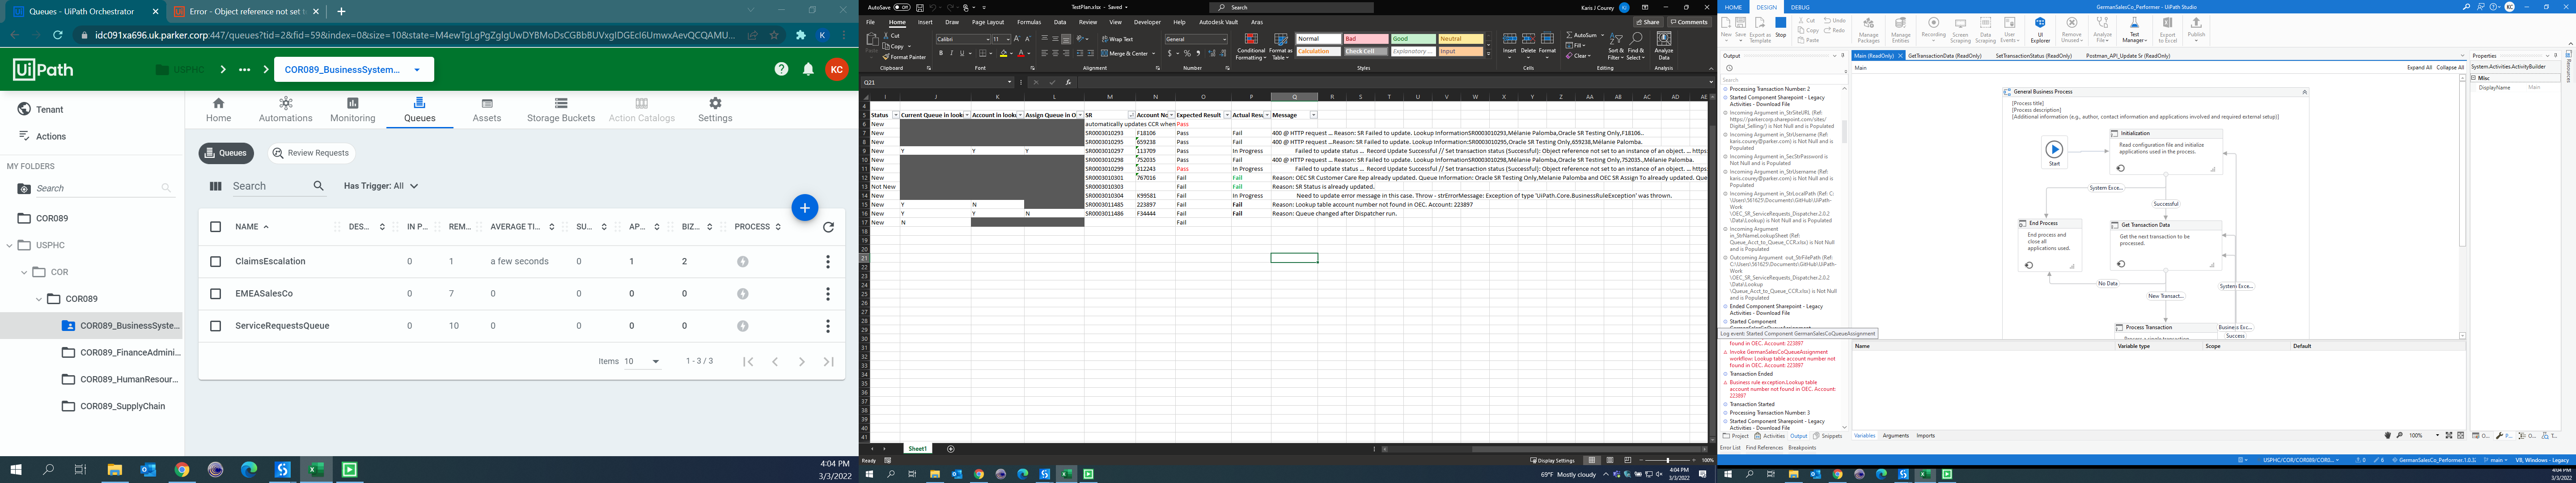 Queues - UiPath Orchestrator
Error - Object reference not set
idc091xa696.uk.parker.corp:447/queues?tid=2&fid=59&index=0&size=10&state=M4ewTgLgPgZglgUwDYBMoDsCGBbBUVxgIDGEcI6UmwxAevQCQAMU...
UiPath
USPHC
COR089_BusinessSystem...
KC
Tenant
Actions
MY FOLDERS
Search
COR089
USPHC
COR
COR089
COR089_BusinessSyste...
COR089_FinanceAdmini...
COR089_HumanResour...
COR089_SupplyChain
Home
Automations
Monitoring
Queues
Assets
Storage Buckets
Action Catalogs
Settings
Queues
Review Requests
Search
Has Trigger: All
NAME
DES...
IN P...
REM...
AVERAGE TI...
SU...
AP...
BIZ...
PROCESS
ClaimsEscalation 0 1 a few seconds 0 1 2
EMEASalesCo 0 7 0 0 0 0
ServiceRequestsQueue 0 10 0 0 0 0
Items 10
1 - 3 / 3
4:04 PM
3/3/2022
AutoSave Off
TestPlan.xlsx - Saved
Search
Karis J Courey
File Home Insert Draw Page Layout Formulas Data Review View Developer Help Autodesk Vault Aras
Share
Comments
Paste
Cut
Copy
Format Painter
Clipboard
Calibri 11
Font
Wrap Text
Merge & Center
Alignment
General
Number
Conditional Formatting
Format as Table
Normal Bad Good Neutral
Calculation Check Cell Explanatory ... Input
Styles
Insert Delete Format
Cells
AutoSum
Fill
Clear
Sort & Filter
Find & Select
Editing
Analyze Data
Analysis
Q21
Status Current Queue in look Account in look Assign Queue in O SR Account No Expected Result Actual Resu Message
New automatically updates CCR when Pass
New SR0003010293 F18106 Pass Fail 400 @ HTTP request ... Reason: SR Failed to update. Lookup InformationSR0003010293,Mélanie Palomba,Oracle SR Testing Only,F18106..
New SR0003010295 659238 Pass Fail 400 @ HTTP request ...Reason: SR Failed to update. Lookup InformationSR0003010295,Oracle SR Testing Only,659238,Mélanie Palomba.
New Y Y Y SR0003010297 113709 Pass In Progress Failed to update status ... Record Update Successful // Set transaction status (Successful): Object reference not set to an instance of an object. ... https
New SR0003010298 752035 Pass Fail 400 @ HTTP request ... Reason: SR Failed to update. Lookup InformationSR0003010298,Mélanie Palomba,Oracle SR Testing Only,752035..Mélanie Palomba.
New SR0003010299 312243 Pass In Progress Failed to update status ... Record Update Successful // Set transaction status (Successful): Object reference not set to an instance of an object. ... https
New SR0003010301 767016 Fail Fail Reason: OEC SR Customer Care Rep already updated. Queue Information: Oracle SR Testing Only,Melanie Palomba and OEC SR Assign To already updated. Que
Not New SR0003010303 Fail Fail Reason: SR Status is already updated.
New SR0003010304 K99581 Fail In Progress Need to update error message in this case. Throw - strErrorMessage: Exception of type 'UiPath.Core.BusinessRuleException' was thrown.
New Y N SR0003011485 223897 Fail Fail Reason: Lookup table account number not found in OEC. Account: 223897
New Y Y N SR0003011486 F34444 Fail Fail Reason: Queue changed after Dispatcher run.
New N Fail
Sheet1
Ready
Display Settings
100%
69°F Mostly cloudy
4:04 PM
3/3/2022
HOME DESIGN DEBUG
GermanSalesCo_Performer - UiPath Studio
KC
New Save Export as Template Run Stop
Cut
Copy
Paste
Undo
Redo
Manage Packages
Manage Entities
Recording
Screen Scraping
Data Scraping
User Events
UI Explorer
Remove Unused
Analyze File
Test Manager
Export to Excel
Publish
Output
Search
Processing Transaction Number: 2
Started Component Sharepoint - Legacy Activities - Download File
Incoming Argument in_StrSiteURL (Ref: https://parkercorp.sharepoint.com/sites/Digital_Selling/) is Not Null and is Populated
Incoming Argument in_StrUsername (Ref: karis.courey@parker.com) is Not Null and is Populated
Incoming Argument in_SecStrPassword is Not Null and is Populated
Incoming Argument in_StrUsername (Ref: karis.courey@parker.com) is Not Null and is Populated
Incoming Argument in_StrLocalPath (Ref: C:\Users\561625\Documents\GitHub\UiPath-Work\OEC_SR_ServiceRequests_Dispatcher.2.0.2\Data\Lookup) is Not Null and is Populated
Incoming Argument in_StrNameLookupSheet (Ref: Queue_Acct_to_Queue_CCR.xlsx) is Not Null and is Populated
Outcoming Argument out_StrFilePath (Ref: C:\Users\561625\Documents\GitHub\UiPath-Work\OEC_SR_ServiceRequests_Dispatcher.2.0.2\Data\Lookup\Queue_Acct_to_Queue_CCR.xlsx) is Not Null and is Populated
Ended Component Sharepoint - Legacy Activities - Download File
Started Component
Log event: Started Component GermanSalesCoQueueAssignment
found in OEC. Account: 223897
Invoke GermanSalesCoQueueAssignment workflow: Lookup table account number not found in OEC. Account: 223897
Transaction Ended
Business rule exception.Lookup table account number not found in OEC. Account: 223897
Transaction Started
Processing Transaction Number: 3
Started Component Sharepoint - Legacy Activities - Download File
Project Activities Output Snippets
Error List Find References Breakpoints
Main (ReadOnly) GetTransactionData (ReadOnly) SetTransactionStatus (ReadOnly) Postman_API_Update Sr (ReadOnly)
Main
Expand All Collapse All
General Business Process
[Process title]
[Process description]
[Additional information (e.g., author, contact information and applications involved and required external setup)]
Start
Initialization
Read configuration file and initialize applications used in the process.
System Exce...
Successful
End Process
End process and close all applications used.
Get Transaction Data
Get the next transaction to be processed.
No Data
New Transact...
System Exce...
Process Transaction
Business Exc...
Success
Name Variable type Scope Default
Variables Arguments Imports
100%
Properties
System.Activities.ActivityBuilder
Misc
DisplayName Main
Resources
USPHC/COR/COR089/COR0...
GermanSalesCo_Performer.1.0.3
main
VB, Windows - Legacy
4:04 PM
3/3/2022